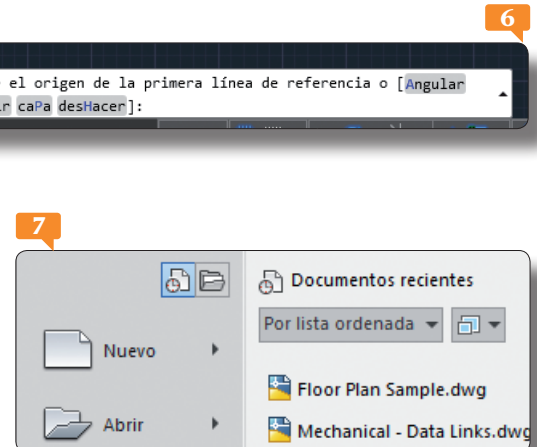 6
el origen de la primera línea de referencia o [Angular
caPa desHacer]:
7
Documentos recientes
Por lista ordenada
Nuevo
Floor Plan Sample.dwg
Abrir
Mechanical - Data Links.dwg